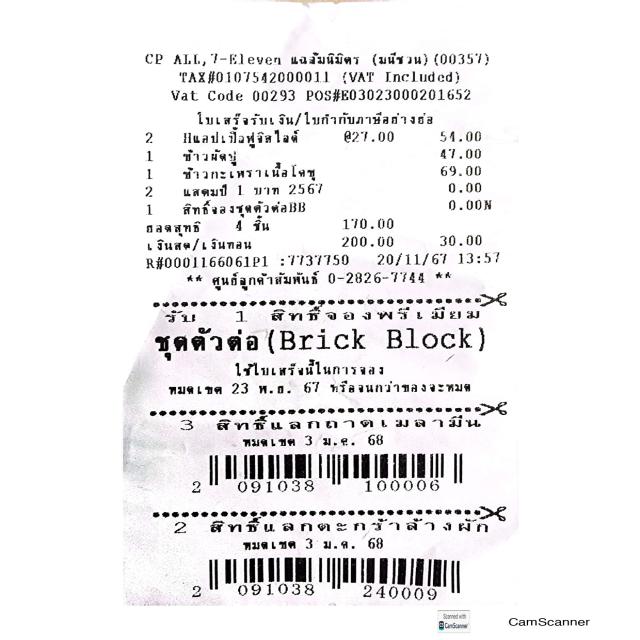 CP ALL,7-Eleven แฉล้มนิมิตร (มนีชวน)(00357)
TAX#0107542000011 (VAT Included)
Vat Code 00293 POS#E03023000201652
ใบเสร็จรับเงิน/ใบกำกับภาษีอย่างย่อ
2 Hแอปเปิ้ลฟูจิสไลด์ @27.00 54.00
1 ข้าวผัดปู 47.00
1 ข้าวกะเพราเนื้อโคขุ 69.00
2 แสตมป์ 1 บาท 2567 0.00
1 สิทธิ์จองชุดตัวต่อBB 0.00N
ยอดสุทธิ 4 ชิ้น 170.00
เงินสด/เงินทอน 200.00 30.00
R#0001166061P1 :7737750 20/11/67 13:57
** ศูนย์ลูกค้าสัมพันธ์ 0-2826-7744 **
รับ 1 สิทธิ์จองพรีเมียม
ชุดตัวต่อ(Brick Block)
ใช้ใบเสร็จนี้ในการจอง
หมดเขต 23 พ.ย. 67 หรือจนกว่าของจะหมด
3 สิทธิ์แลกถาดเมลามีน
หมดเขต 3 ม.ค. 68
2 091038 100006
2 สิทธิ์แลกตะกร้าล้างผัก
หมดเขต 3 ม.ค. 68
2 091038 240009
Scanned with
CamScanner
CamScanner